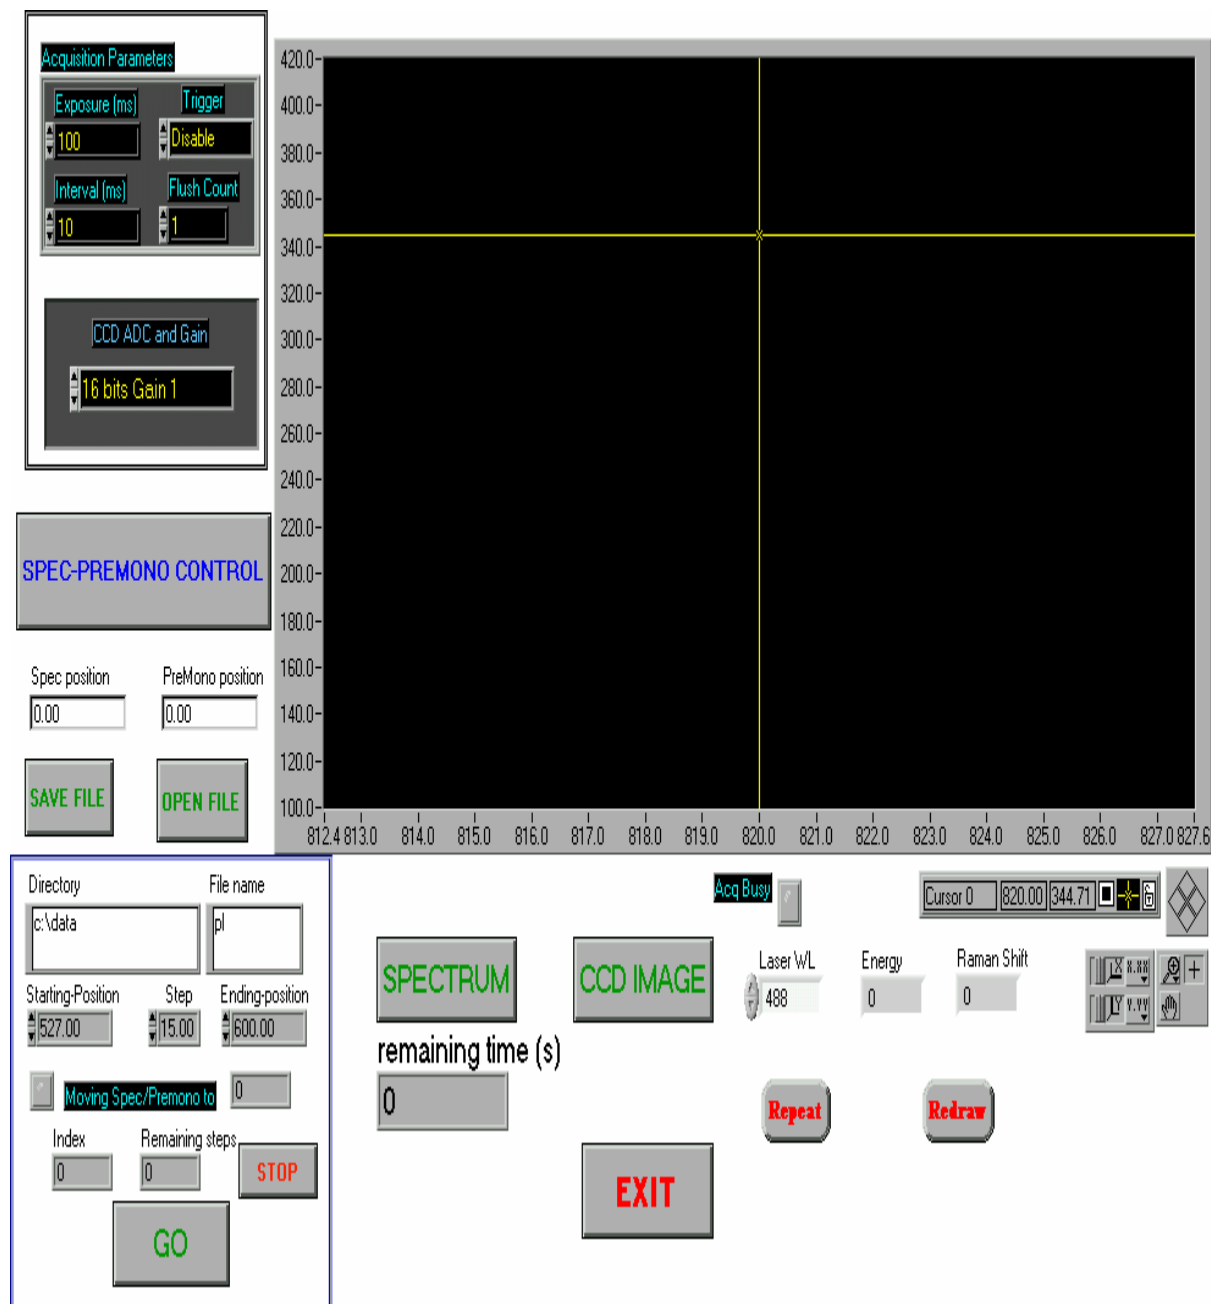 Acquisition Parameters
Exposure (ms)
Trigger
100
Disable
Interval (ms)
Flush Count
10
1
CCD ADC and Gain
16 bits Gain 1
SPEC-PREMONO CONTROL
Spec position
PreMono position
0.00
0.00
SAVE FILE
OPEN FILE
420.0
400.0
380.0
360.0
340.0
320.0
300.0
280.0
260.0
240.0
220.0
200.0
180.0
160.0
140.0
120.0
100.0
812.4 813.0 814.0 815.0 816.0 817.0 818.0 819.0 820.0 821.0 822.0 823.0 824.0 825.0 826.0 827.0 827.6
Directory
File name
c:\data
pl
Starting-Position
Step
Ending-position
527.00
15.00
600.00
Moving Spec/Premono to
0
Index
Remaining steps
0
0
STOP
GO
SPECTRUM
CCD IMAGE
remaining time (s)
0
EXIT
Acq Busy
Cursor 0 820.00 344.71
Laser WL
Energy
Raman Shift
488
0
0
X X.XX
Y Y.YY
Repeat
Redraw